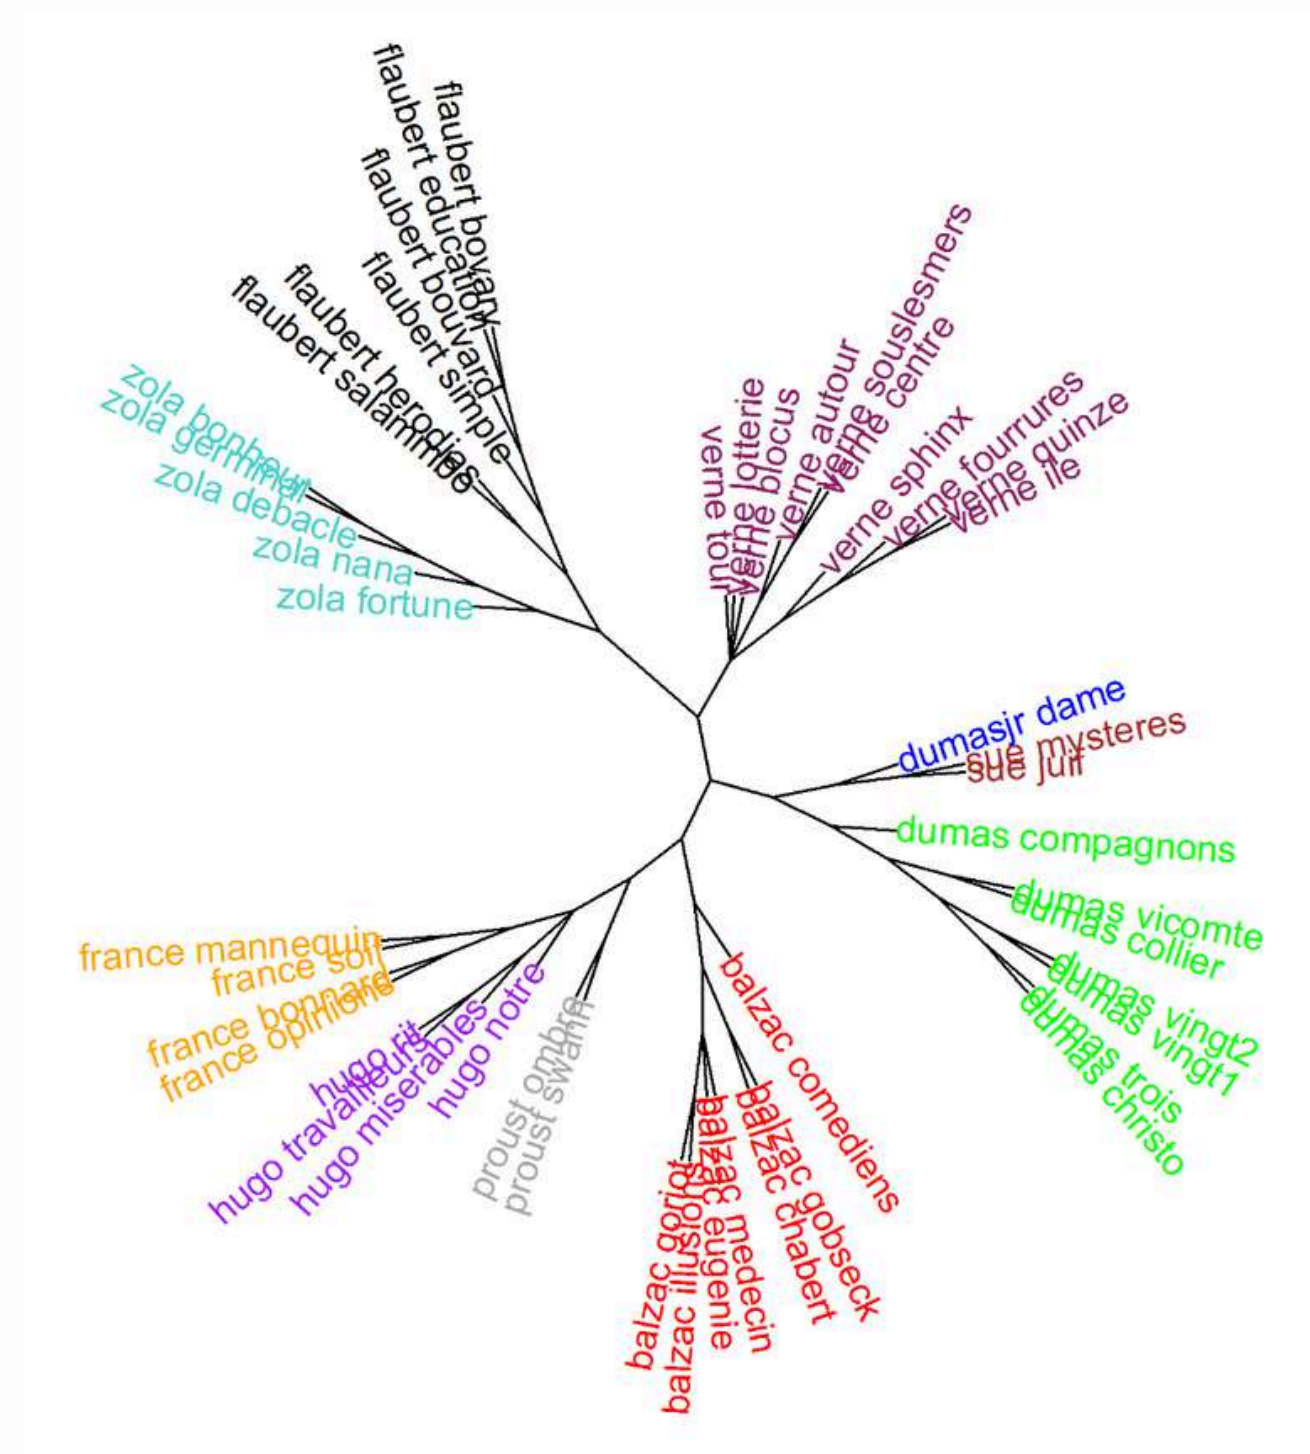 flaubert bovary
flaubert education
flaubert bouvard
flaubert simple
flaubert herodias
flaubert salammbo
zola bonheur
zola germinal
zola debacle
zola nana
zola fortune
verne tour
verne lotterie
verne blocus
verne autour
verne souslesmers
verne centre
verne sphinx
verne fourrures
verne quinze
verne ile
dumasjr dame
sue mysteres
sue juif
dumas compagnons
dumas vicomte
dumas collier
dumas vingt2
dumas vingt1
dumas trois
dumas christo
balzac comediens
balzac gobseck
balzac chabert
balzac medecin
balzac eugenie
balzac illusions
balzac goriot
proust swann
proust ombre
hugo notre
hugo miserables
hugo travailleurs
hugo rit
france opinions
france bonnard
france soif
france mannequin